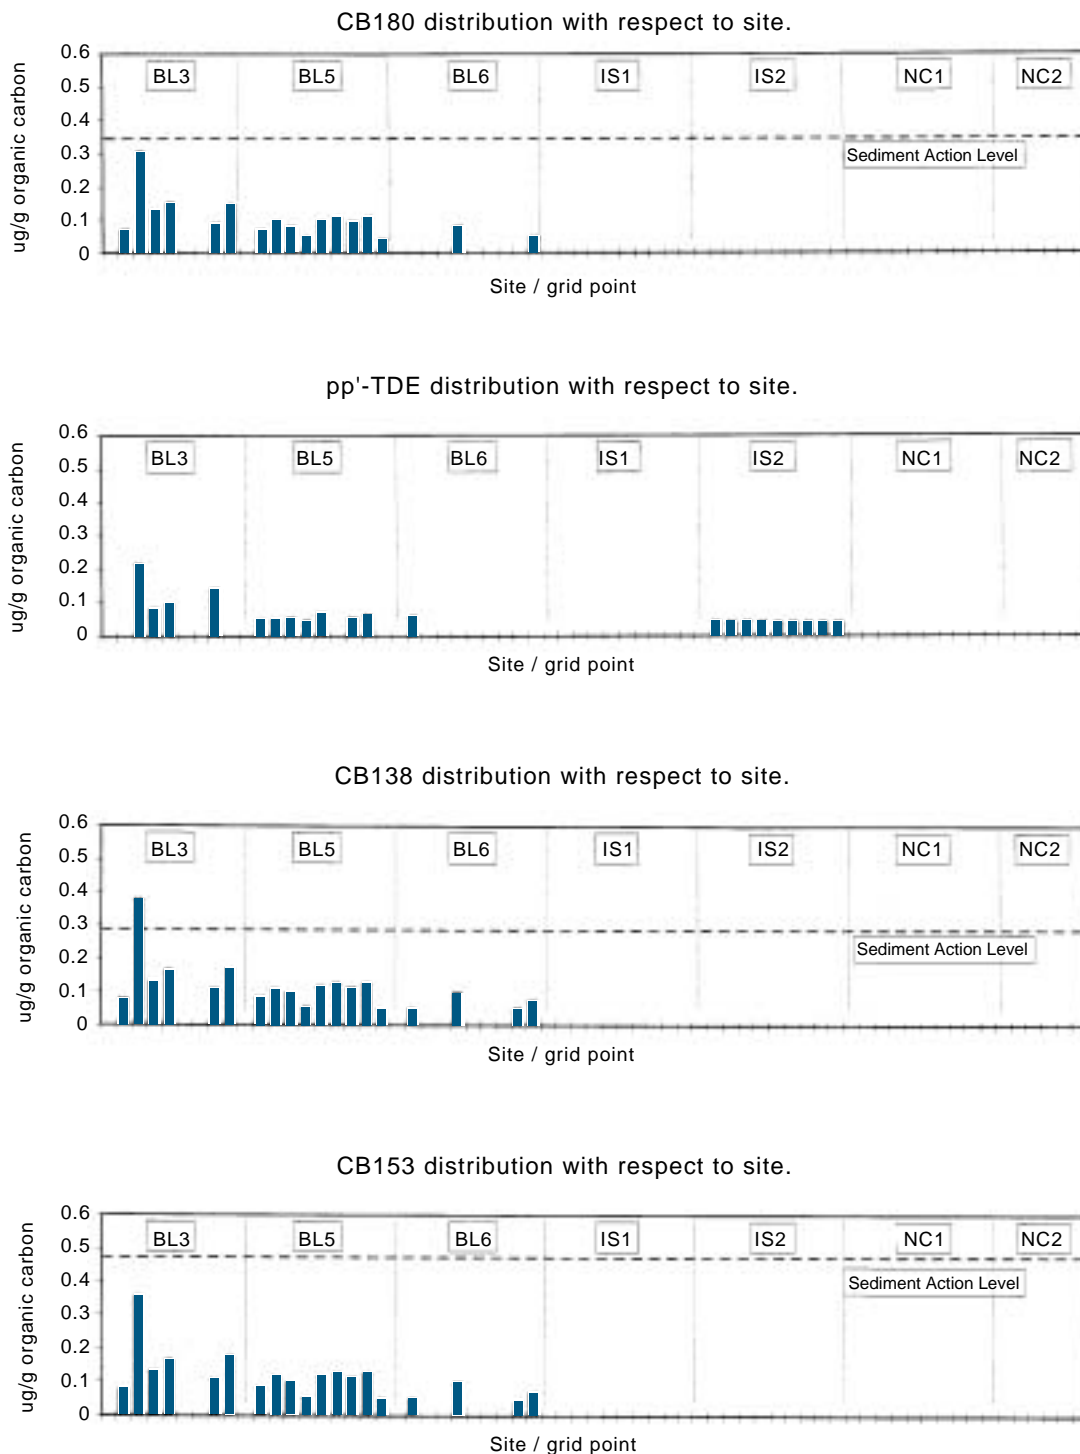 CB180 distribution with respect to site.
ug/g organic carbon
0.6
0.5
0.4
0.3
0.2
0.1
0
BL3 BL5 BL6 IS1 IS2 NC1 NC2
Sediment Action Level
Site / grid point
pp'-TDE distribution with respect to site.
ug/g organic carbon
0.6
0.5
0.4
0.3
0.2
0.1
0
BL3 BL5 BL6 IS1 IS2 NC1 NC2
Site / grid point
CB138 distribution with respect to site.
ug/g organic carbon
0.6
0.5
0.4
0.3
0.2
0.1
0
BL3 BL5 BL6 IS1 IS2 NC1 NC2
Sediment Action Level
Site / grid point
CB153 distribution with respect to site.
ug/g organic carbon
0.6
0.5
0.4
0.3
0.2
0.1
0
BL3 BL5 BL6 IS1 IS2 NC1 NC2
Sediment Action Level
Site / grid point